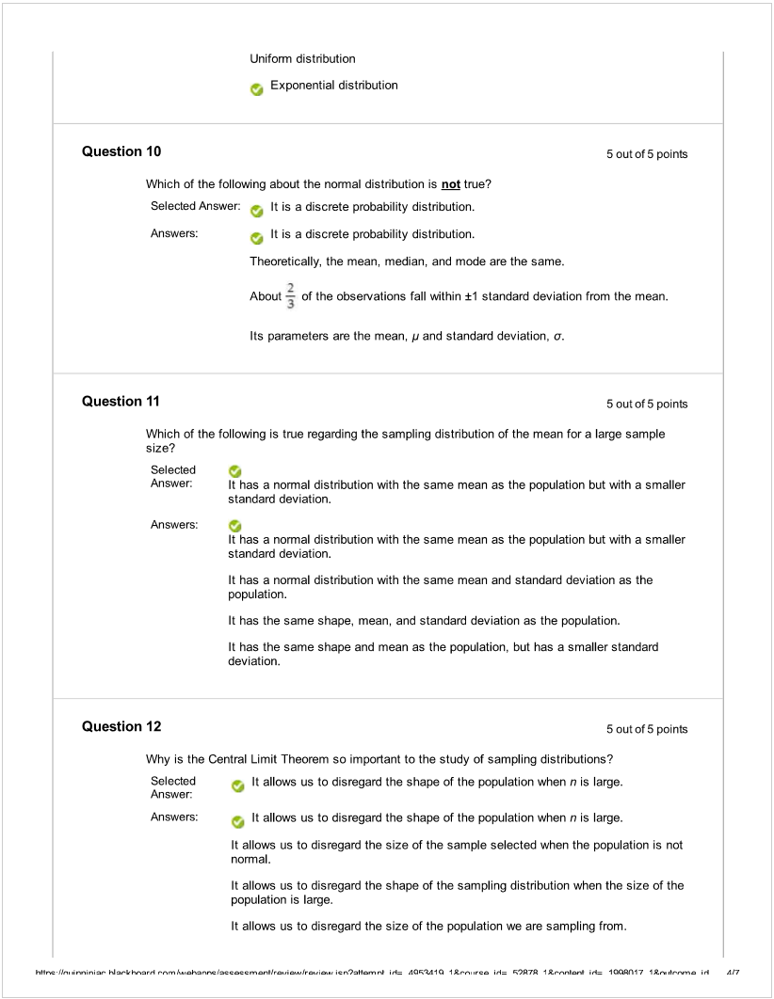 Uniform distribution
Exponential distribution
Question 10
5 out of 5 points
Which of the following about the normal distribution is not true?
Selected Answer: It is a discrete probability distribution.
Answers: It is a discrete probability distribution.
Theoretically, the mean, median, and mode are the same.
About 2/3 of the observations fall within ±1 standard deviation from the mean.
Its parameters are the mean, μ and standard deviation, σ.
Question 11
5 out of 5 points
Which of the following is true regarding the sampling distribution of the mean for a large sample
size?
Selected
Answer:
It has a normal distribution with the same mean as the population but with a smaller
standard deviation.
Answers:
It has a normal distribution with the same mean as the population but with a smaller
standard deviation.
It has a normal distribution with the same mean and standard deviation as the
population.
It has the same shape, mean, and standard deviation as the population.
It has the same shape and mean as the population, but has a smaller standard
deviation.
Question 12
5 out of 5 points
Why is the Central Limit Theorem so important to the study of sampling distributions?
Selected
Answer:
It allows us to disregard the shape of the population when n is large.
Answers: It allows us to disregard the shape of the population when n is large.
It allows us to disregard the size of the sample selected when the population is not
normal.
It allows us to disregard the shape of the sampling distribution when the size of the
population is large.
It allows us to disregard the size of the population we are sampling from.
https://quinnipiac.blackboard.com/webapps/assessment/review/review.jsp?attempt_id=_4953419_1&course_id=_52878_1&content_id=_1998017_1&outcome_id... 4/7